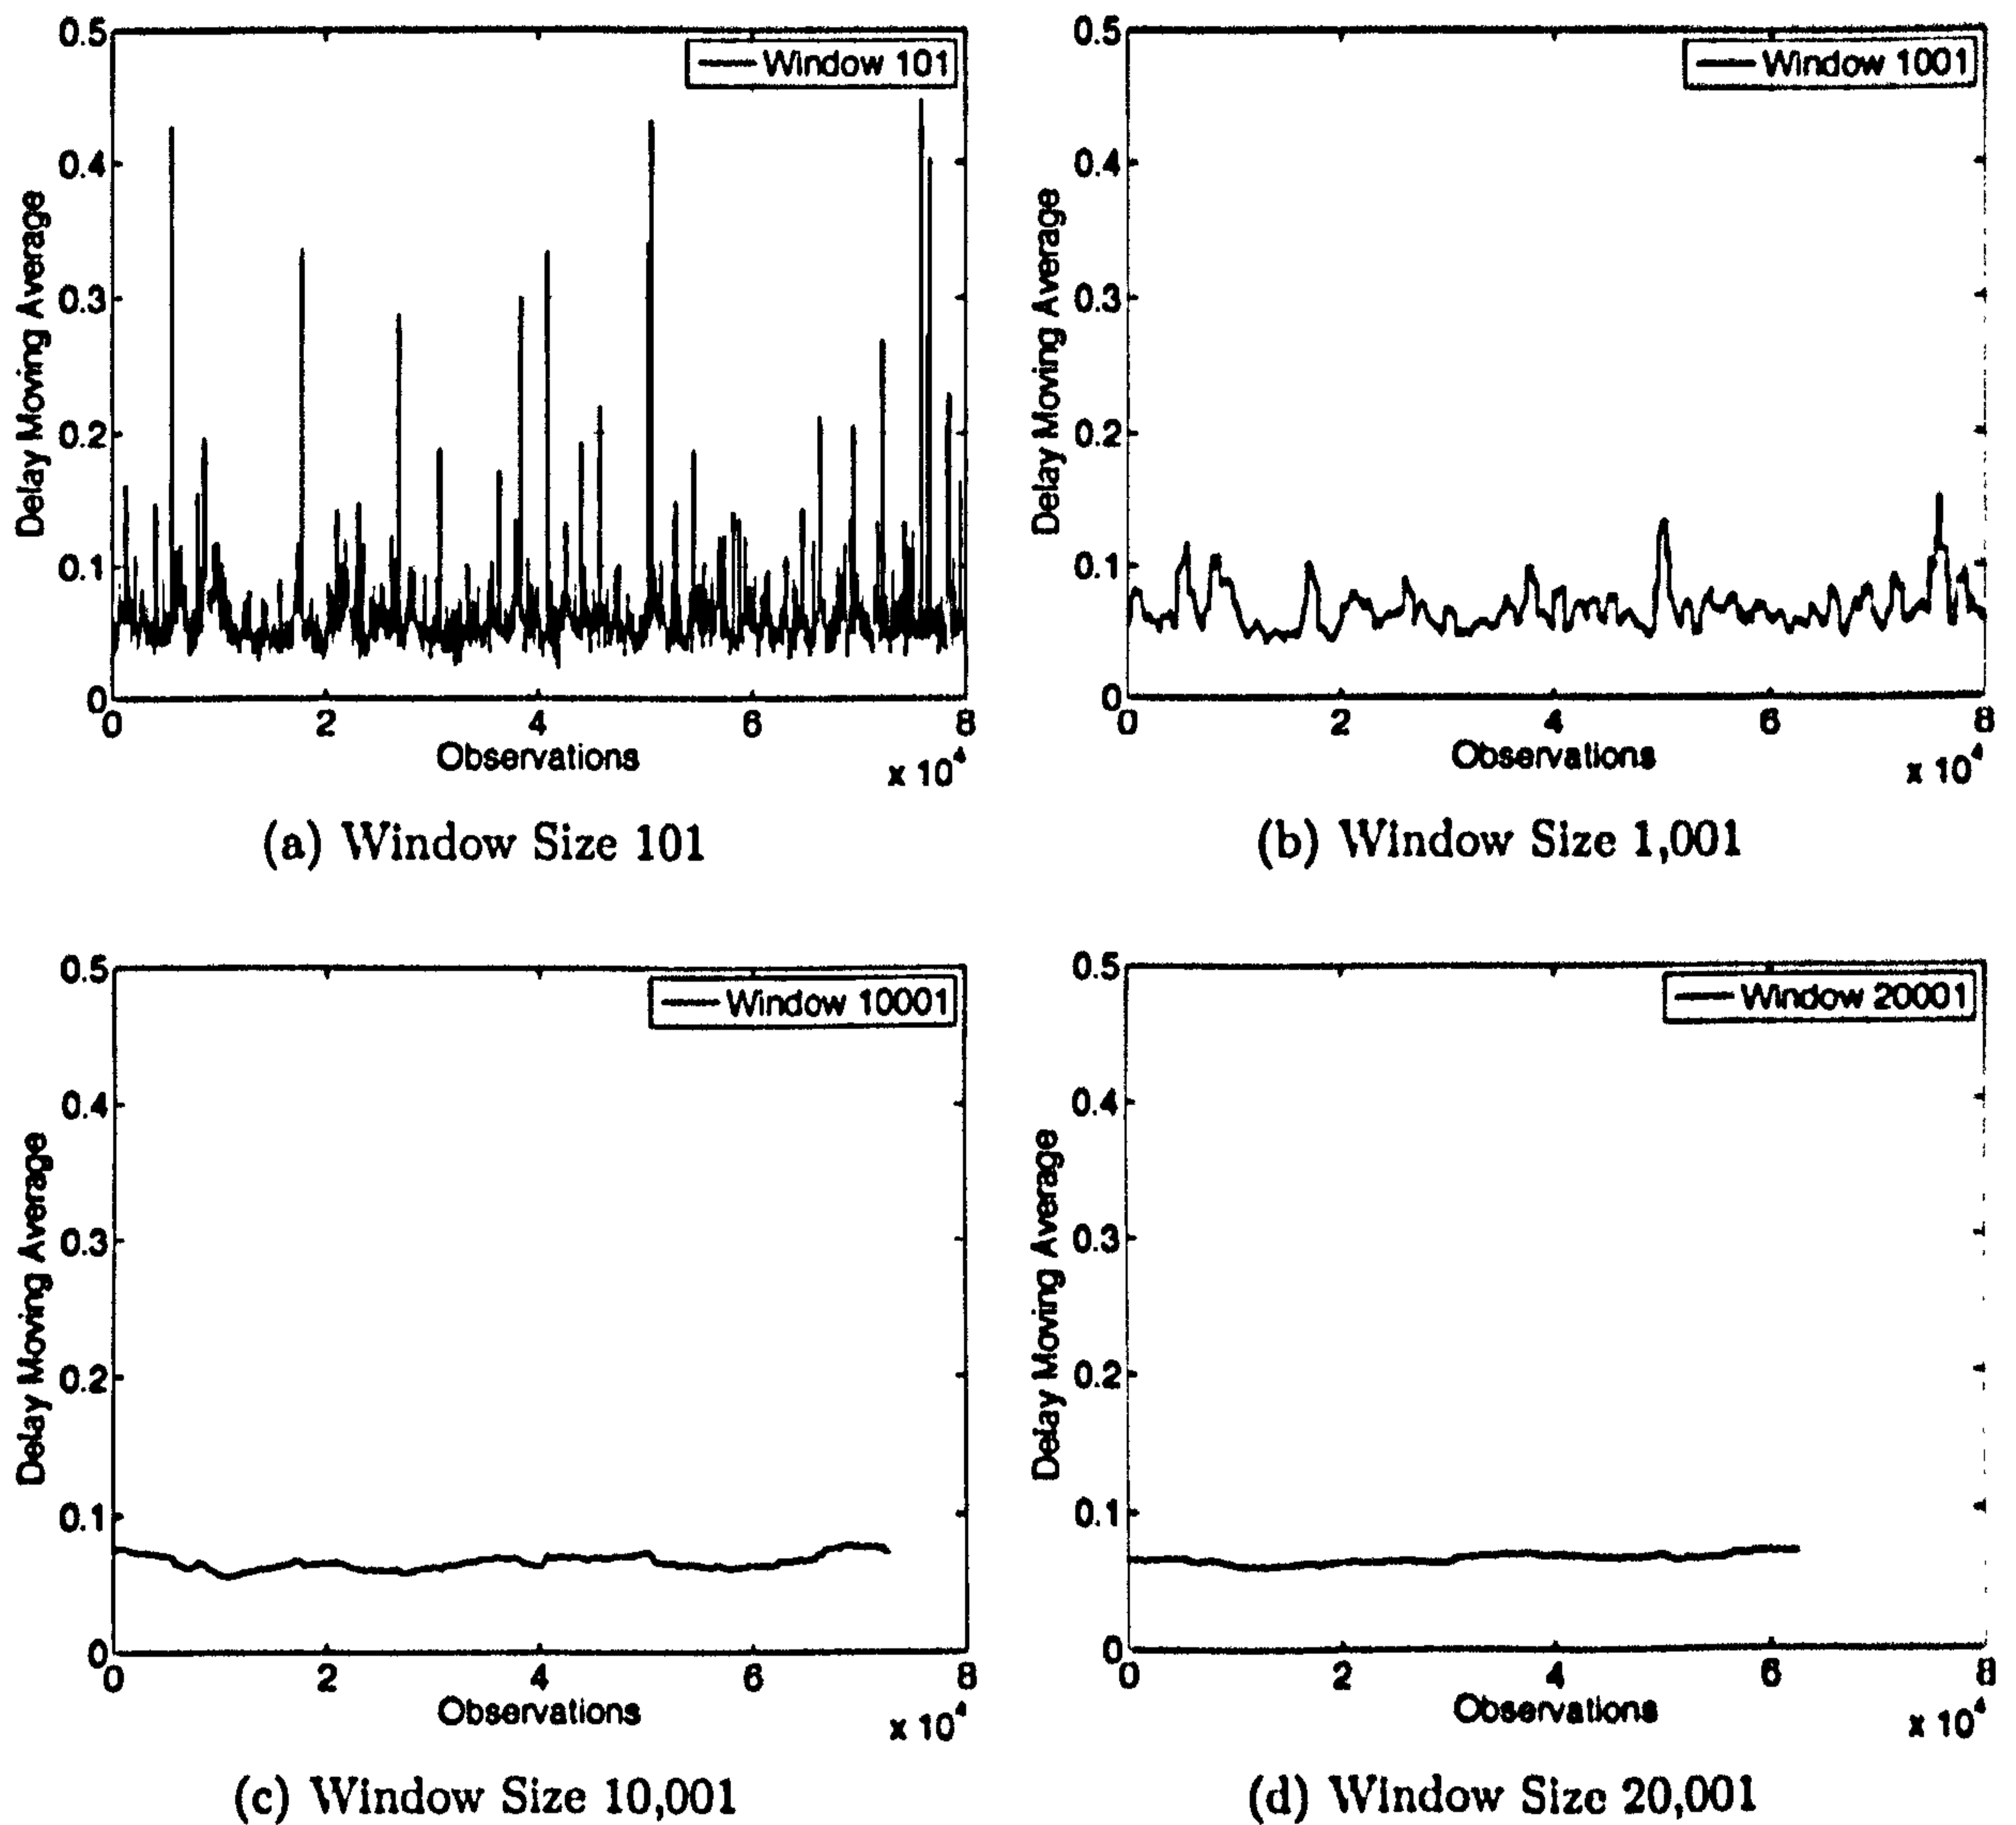 0.5
0.4
0.3
0.2
0.1
0
Delay Moving Average
Window 101
0 2 4 6 8
Observations
x 10⁴
(a) Window Size 101
0.5
0.4
0.3
0.2
0.1
0
Delay Moving Average
Window 1001
0 2 4 6 8
Observations
x 10⁴
(b) Window Size 1,001
0.5
0.4
0.3
0.2
0.1
0
Delay Moving Average
Window 10001
0 2 4 6 8
Observations
x 10⁴
(c) Window Size 10,001
0.5
0.4
0.3
0.2
0.1
0
Delay Moving Average
Window 20001
0 2 4 6 8
Observations
x 10⁴
(d) Window Size 20,001